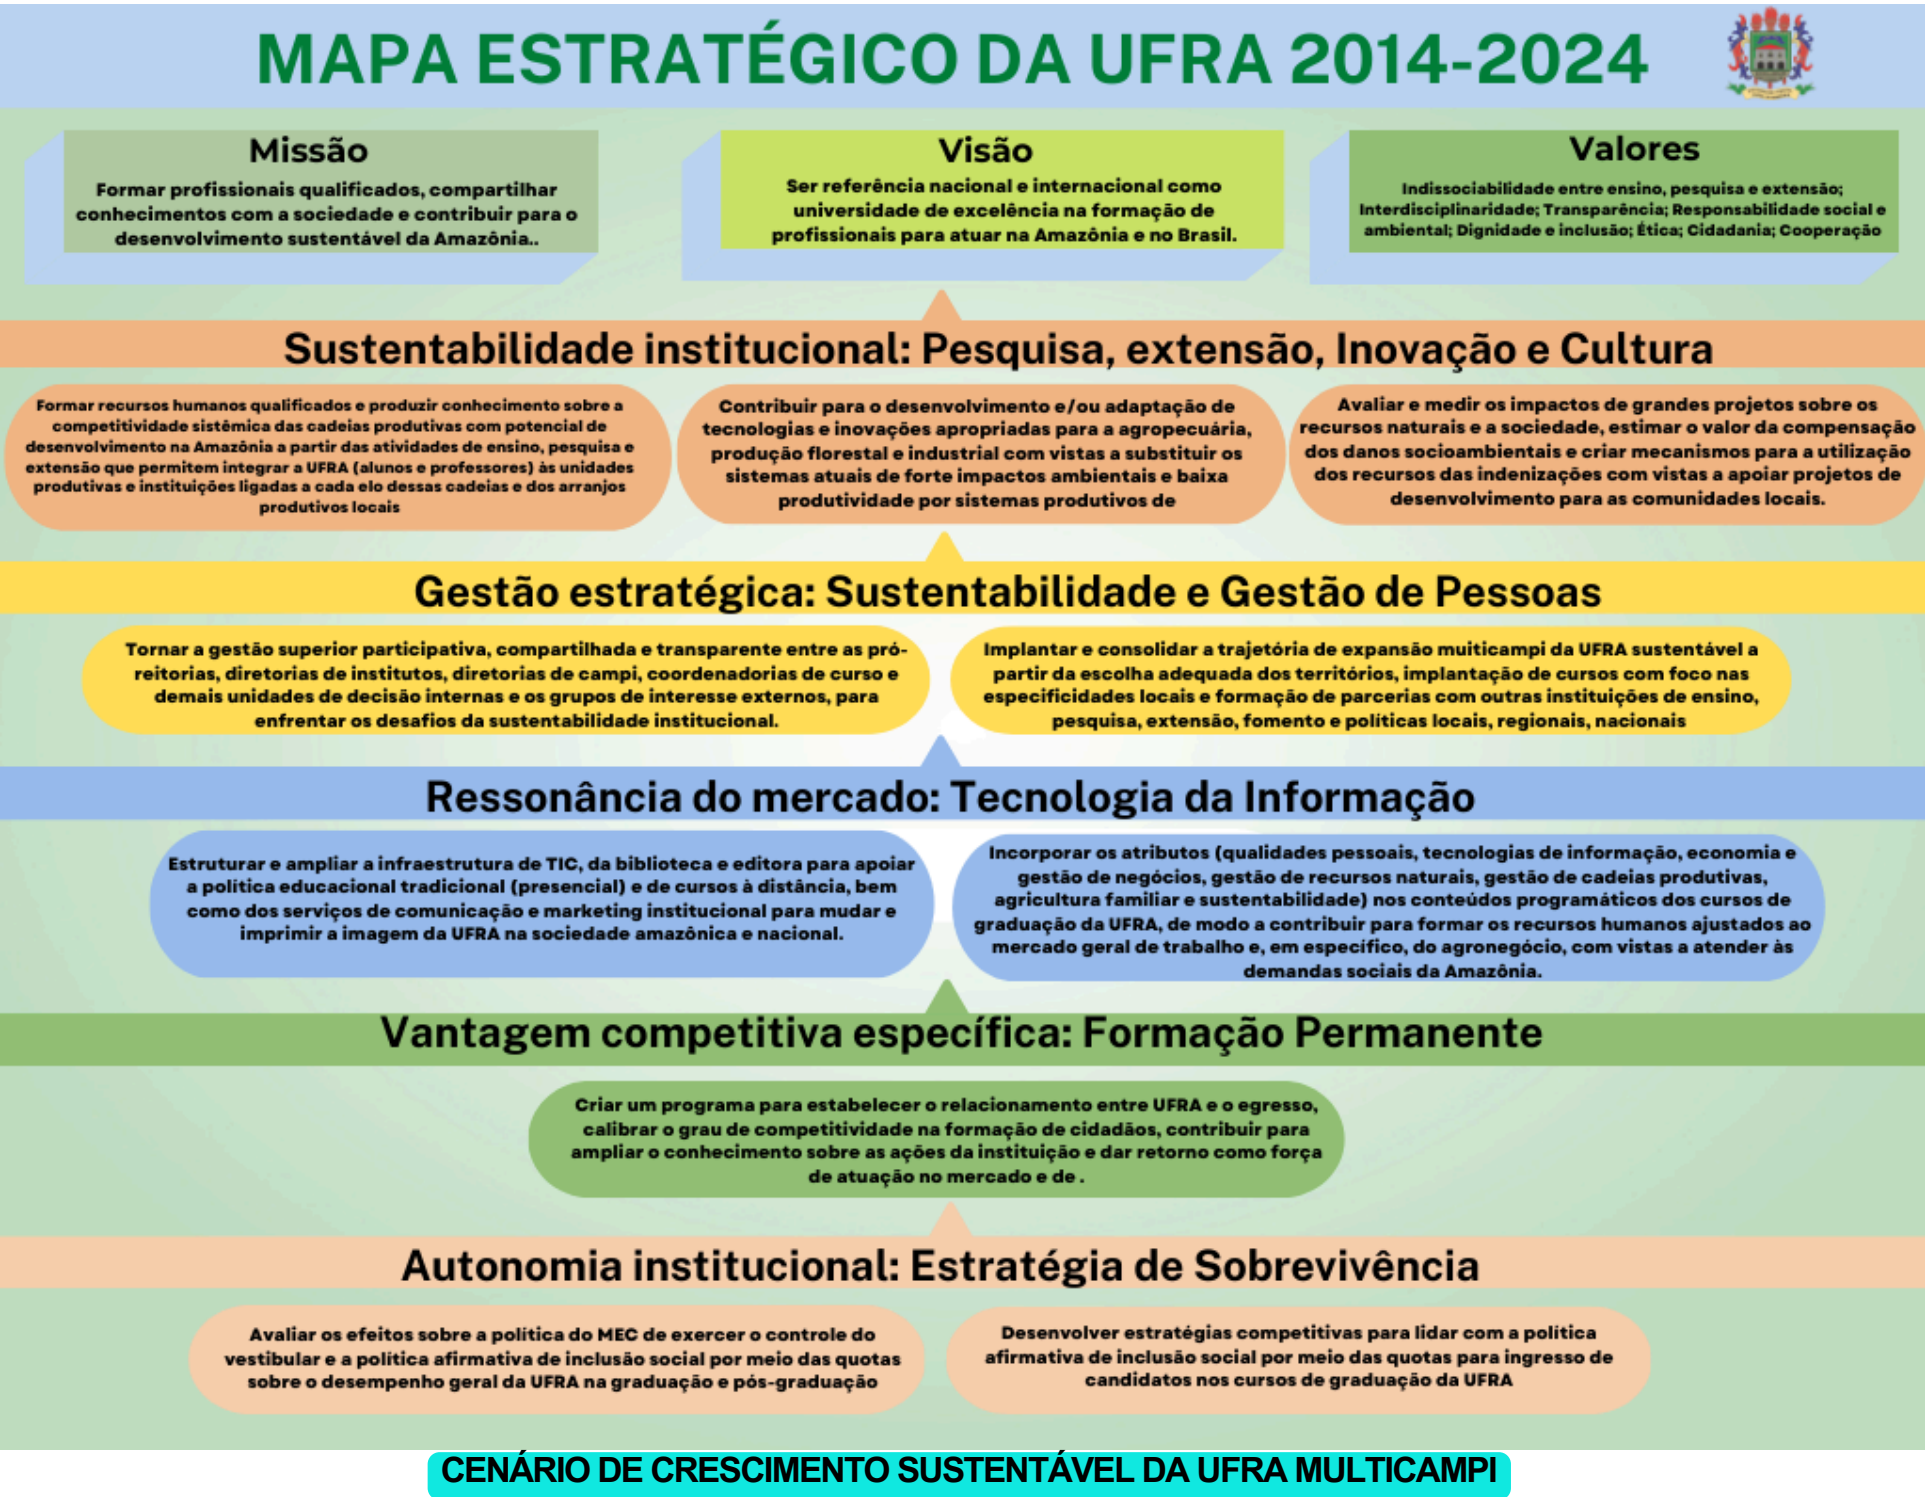 MAPA ESTRATÉGICO DA UFRA 2014-2024
Missão
Formar profissionais qualificados, compartilhar
conhecimentos com a sociedade e contribuir para o
desenvolvimento sustentável da Amazônia..
Visão
Ser referência nacional e internacional como
universidade de excelência na formação de
profissionais para atuar na Amazônia e no Brasil.
Valores
Indissociabilidade entre ensino, pesquisa e extensão;
Interdisciplinaridade; Transparência; Responsabilidade social e
ambiental; Dignidade e inclusão; Ética; Cidadania; Cooperação
Sustentabilidade institucional: Pesquisa, extensão, Inovação e Cultura
Formar recursos humanos qualificados e produzir conhecimento sobre a
competitividade sistêmica das cadeias produtivas com potencial de
desenvolvimento na Amazônia a partir das atividades de ensino, pesquisa e
extensão que permitem integrar a UFRA (alunos e professores) às unidades
produtivas e instituições ligadas a cada elo dessas cadeias e dos arranjos
produtivos locais
Contribuir para o desenvolvimento e/ou adaptação de
tecnologias e inovações apropriadas para a agropecuária,
produção florestal e industrial com vistas a substituir os
sistemas atuais de forte impactos ambientais e baixa
produtividade por sistemas produtivos de
Avaliar e medir os impactos de grandes projetos sobre os
recursos naturais e a sociedade, estimar o valor da compensação
dos danos socioambientais e criar mecanismos para a utilização
dos recursos das indenizações com vistas a apoiar projetos de
desenvolvimento para as comunidades locais.
Gestão estratégica: Sustentabilidade e Gestão de Pessoas
Tornar a gestão superior participativa, compartilhada e transparente entre as pró-
reitorias, diretorias de institutos, diretorias de campi, coordenadorias de curso e
demais unidades de decisão internas e os grupos de interesse externos, para
enfrentar os desafios da sustentabilidade institucional.
Implantar e consolidar a trajetória de expansão muiticampi da UFRA sustentável a
partir da escolha adequada dos territórios, implantação de cursos com foco nas
especificidades locais e formação de parcerias com outras instituições de ensino,
pesquisa, extensão, fomento e políticas locais, regionais, nacionais
Ressonância do mercado: Tecnologia da Informação
Estruturar e ampliar a infraestrutura de TIC, da biblioteca e editora para apoiar
a política educacional tradicional (presencial) e de cursos à distância, bem
como dos serviços de comunicação e marketing institucional para mudar e
imprimir a imagem da UFRA na sociedade amazônica e nacional.
Incorporar os atributos (qualidades pessoais, tecnologias de informação, economia e
gestão de negócios, gestão de recursos naturais, gestão de cadeias produtivas,
agricultura familiar e sustentabilidade) nos conteúdos programáticos dos cursos de
graduação da UFRA, de modo a contribuir para formar os recursos humanos ajustados ao
mercado geral de trabalho e, em específico, do agronegócio, com vistas a atender às
demandas sociais da Amazônia.
Vantagem competitiva específica: Formação Permanente
Criar um programa para estabelecer o relacionamento entre UFRA e o egresso,
calibrar o grau de competitividade na formação de cidadãos, contribuir para
ampliar o conhecimento sobre as ações da instituição e dar retorno como força
de atuação no mercado e de .
Autonomia institucional: Estratégia de Sobrevivência
Avaliar os efeitos sobre a política do MEC de exercer o controle do
vestibular e a política afirmativa de inclusão social por meio das quotas
sobre o desempenho geral da UFRA na graduação e pós-graduação
Desenvolver estratégias competitivas para lidar com a política
afirmativa de inclusão social por meio das quotas para ingresso de
candidatos nos cursos de graduação da UFRA
CENÁRIO DE CRESCIMENTO SUSTENTÁVEL DA UFRA MULTICAMPI